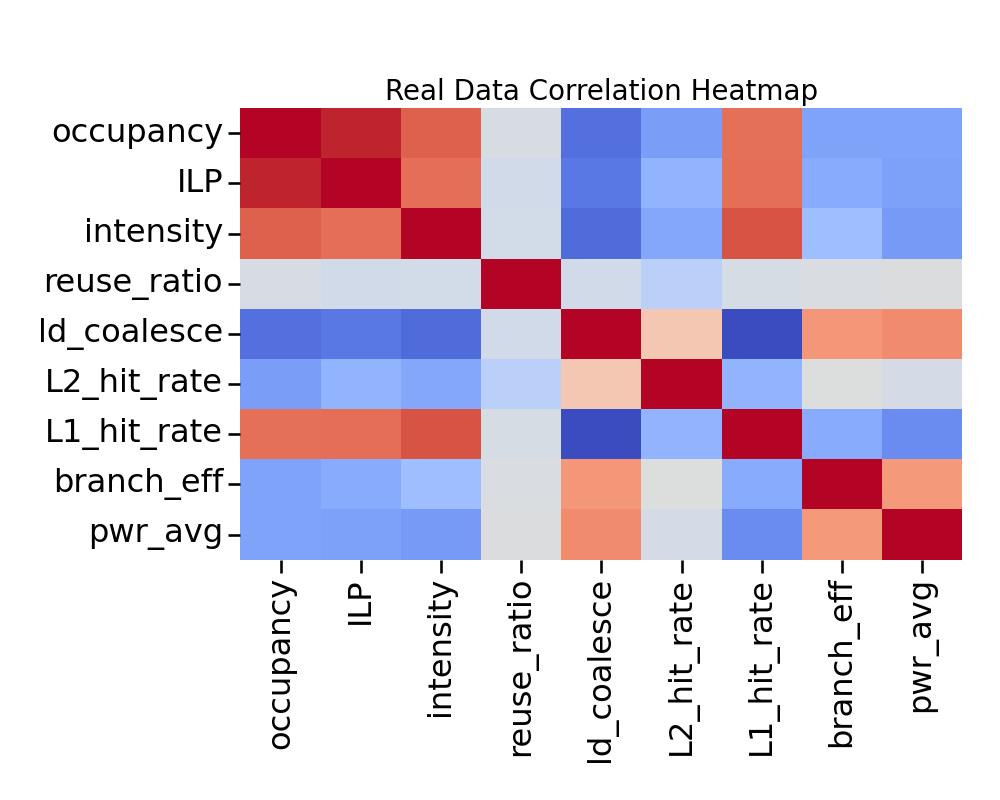 Real Data Correlation Heatmap
occupancy
ILP
intensity
reuse_ratio
ld_coalesce
L2_hit_rate
L1_hit_rate
branch_eff
pwr_avg
occupancy
ILP
intensity
reuse_ratio
ld_coalesce
L2_hit_rate
L1_hit_rate
branch_eff
pwr_avg